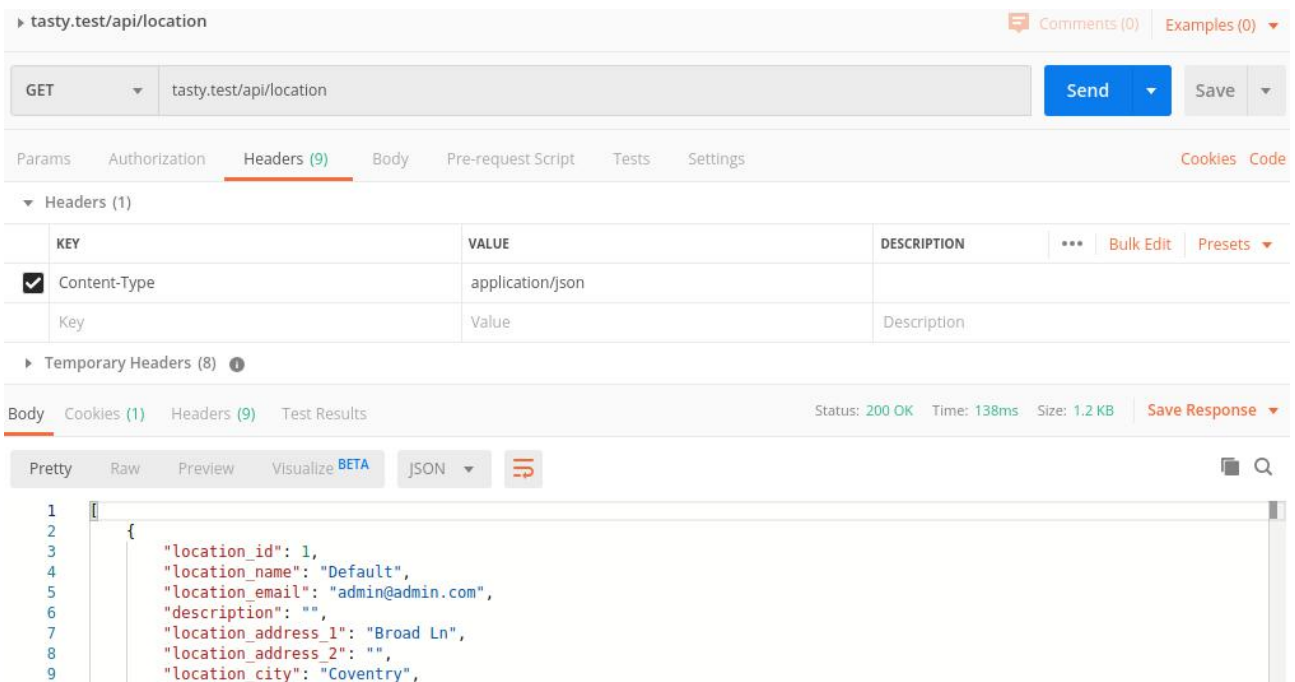 tasty.test/api/location Comments (0) Examples (0)
GET tasty.test/api/location Send Save
Params Authorization Headers (9) Body Pre-request Script Tests Settings Cookies Code
Headers (1)
KEY VALUE DESCRIPTION ••• Bulk Edit Presets
Content-Type application/json
Key Value Description
Temporary Headers (8) i
Body Cookies (1) Headers (9) Test Results Status: 200 OK Time: 138ms Size: 1.2 KB Save Response
Pretty Raw Preview Visualize BETA JSON
1 [
2 {
3 "location_id": 1,
4 "location_name": "Default",
5 "location_email": "admin@admin.com",
6 "description": "",
7 "location_address_1": "Broad Ln",
8 "location_address_2": "",
9 "location_city": "Coventry",